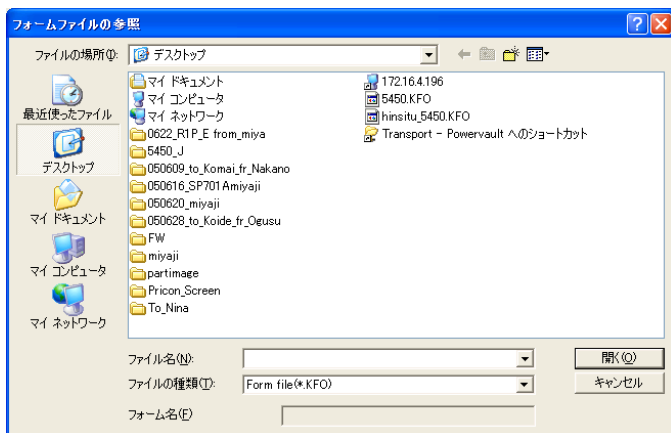 フォームファイルの参照
ファイルの場所(I):
デスクトップ
最近使ったファイル
デスクトップ
マイ ドキュメント
マイ コンピュータ
マイ ネットワーク
マイ ドキュメント
マイ コンピュータ
マイ ネットワーク
0622_R1P_E from_miya
5450_J
050609_to_Komai_fr_Nakano
050616_SP701Amiyaji
050620_miyaji
050628_to_Koide_fr_Ogusu
FW
miyaji
partimage
Pricon_Screen
To_Nina
172.16.4.196
5450.KFO
hinsitu_5450.KFO
Transport - Powervault へのショートカット
ファイル名(N):
開く(O)
ファイルの種類(T):
Form file(*.KFO)
キャンセル
フォーム名(F)